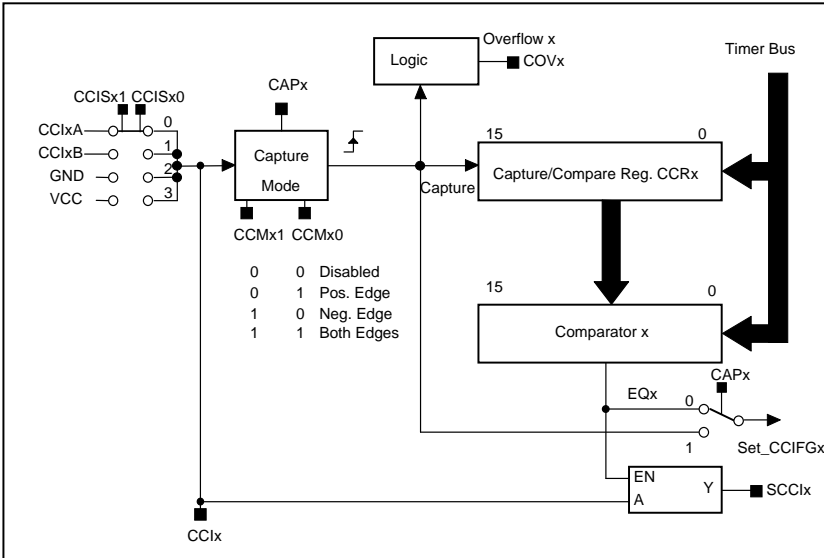 Overflow x
Timer Bus
Logic
COVx
CAPx
CCISx1 CCISx0
CCIxA
0
CCIxB
1
GND
2
VCC
3
Capture
Mode
15
0
Capture
Capture/Compare Reg. CCRx
CCMx1
CCMx0
0 0 Disabled
0 1 Pos. Edge
1 0 Neg. Edge
1 1 Both Edges
15
0
Comparator x
CAPx
EQx
0
1
Set_CCIFGx
EN
A
Y
SCCIx
CCIx